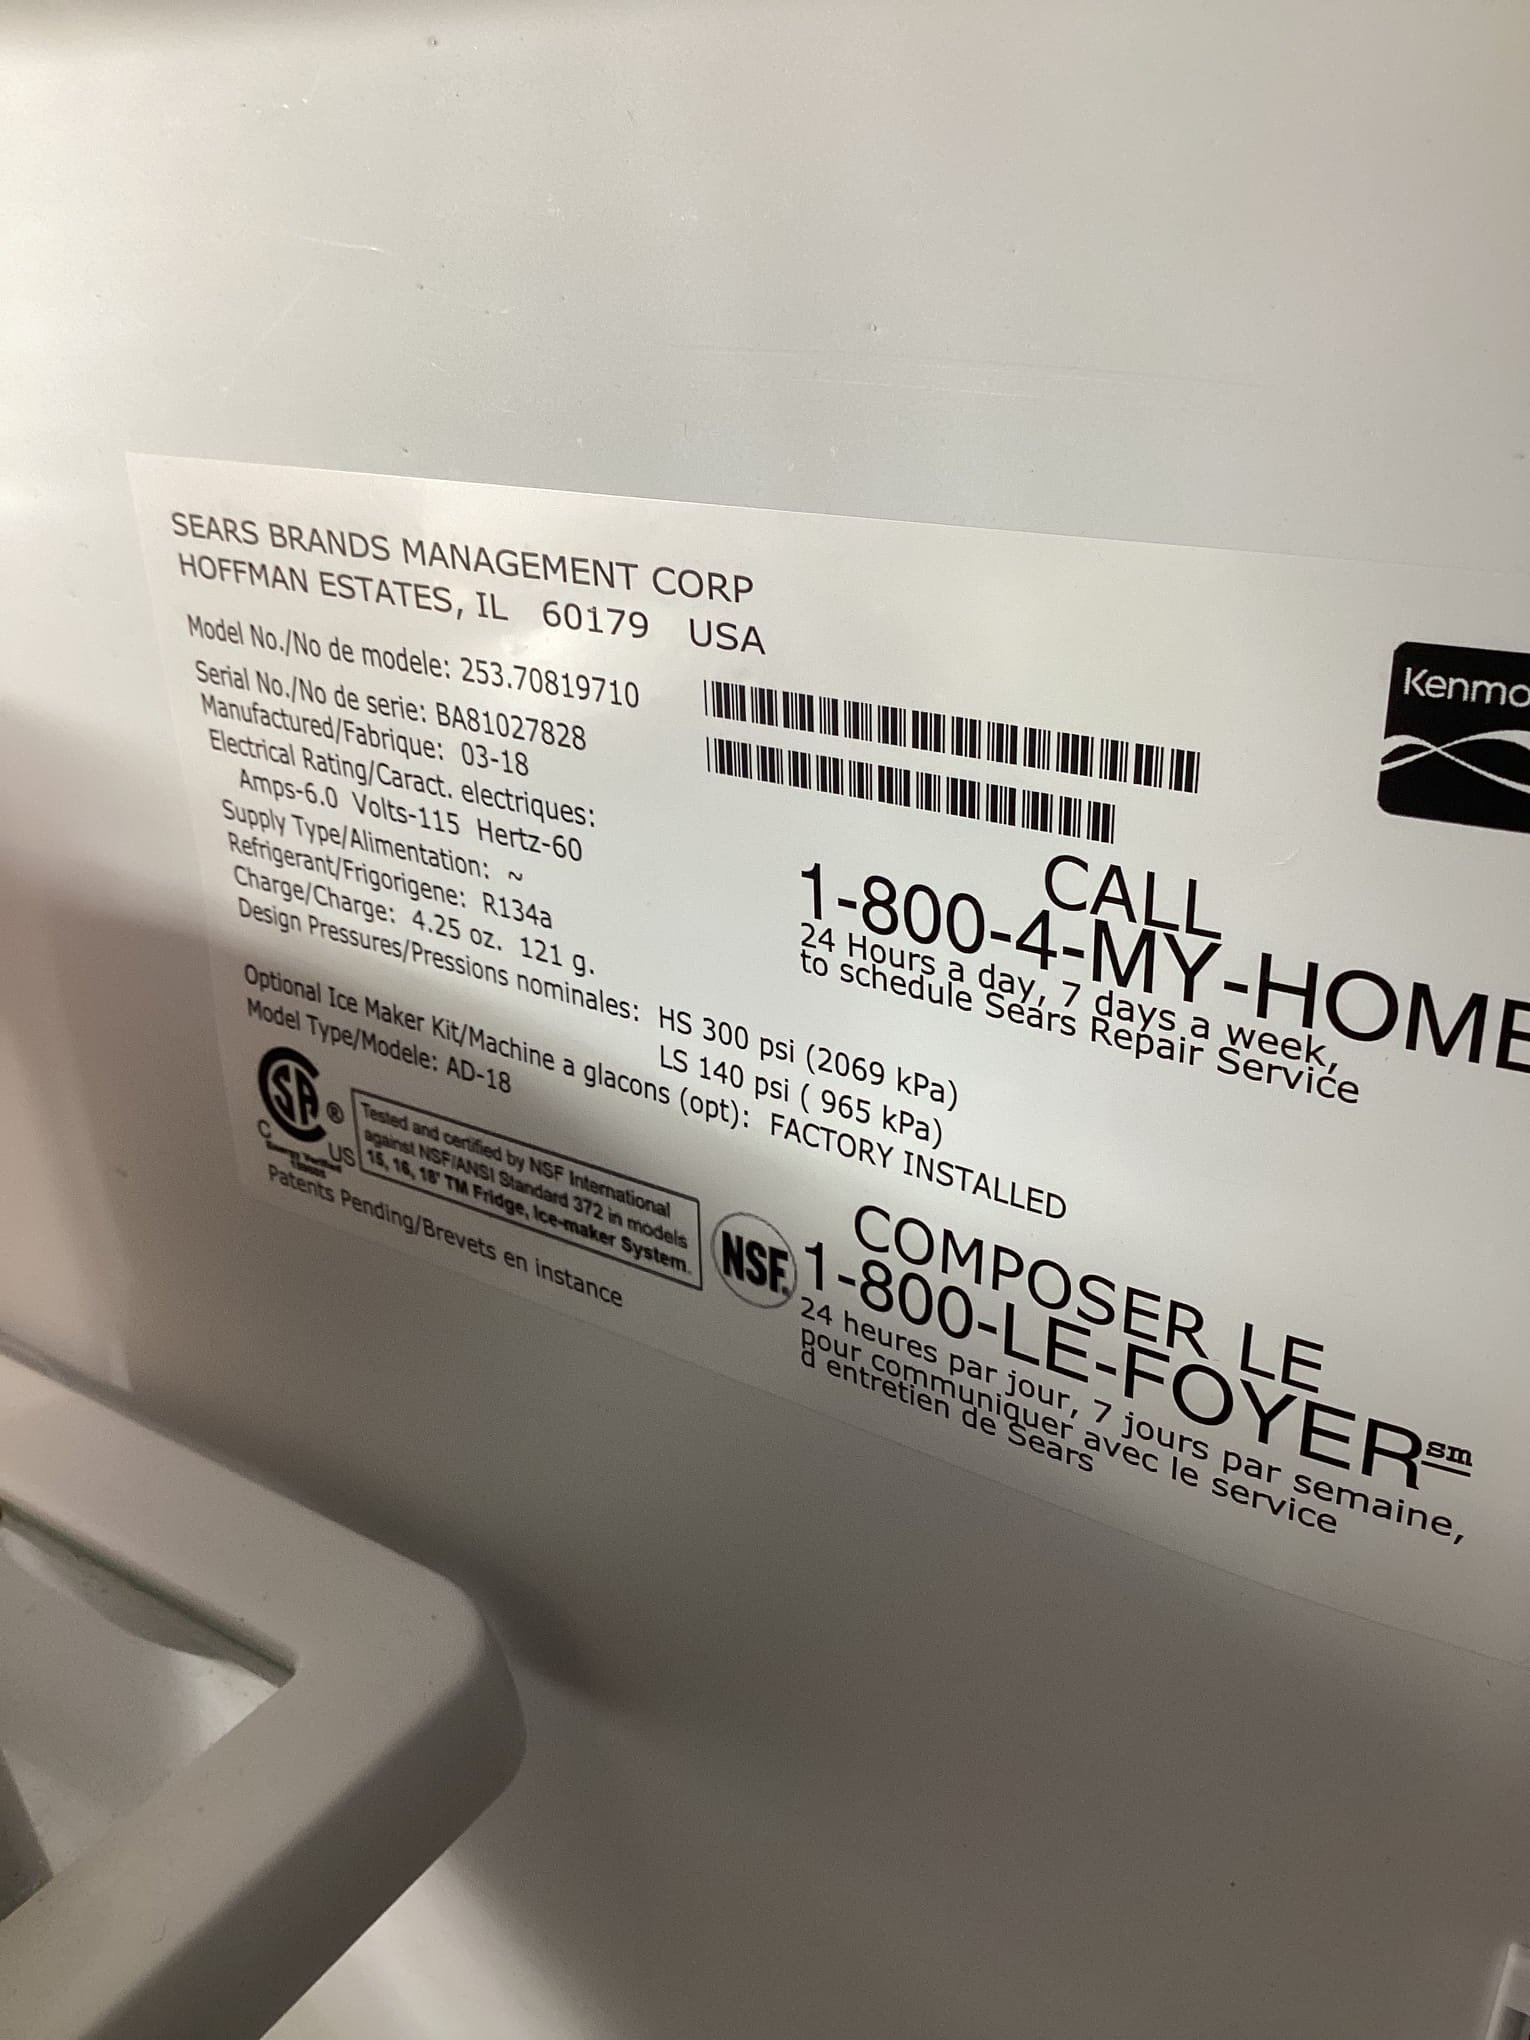 SEARS BRANDS MANAGEMENT CORP
HOFFMAN ESTATES, IL 60179 USA
Model No./No de modele: 253.70819710
Serial No./No de serie: BA81027828
Manufactured/Fabrique: 03-18
Electrical Rating/Caract. electriques:
Amps-6.0 Volts-115 Hertz-60
Supply Type/Alimentation: ~
Refrigerant/Frigorigene: R134a
Charge/Charge: 4.25 oz. 121 g.
Design Pressures/Pressions nominales: HS 300 psi (2069 kPa)
LS 140 psi ( 965 kPa)
Optional Ice Maker Kit/Machine a glacons (opt): FACTORY INSTALLED
Model Type/Modele: AD-18
SA ®
C US
Energy Verified
Tested and certified by NSF International
against NSF/ANSI Standard 372 in models
15, 16, 18' TM Fridge, Ice-maker System.
NSF.
Patents Pending/Brevets en instance
Kenmo
CALL
1-800-4-MY-HOME
24 Hours a day, 7 days a week,
to schedule Sears Repair Service
COMPOSER LE
1-800-LE-FOYER sm
24 heures par jour, 7 jours par semaine,
pour communiquer avec le service
d entretien de Sears